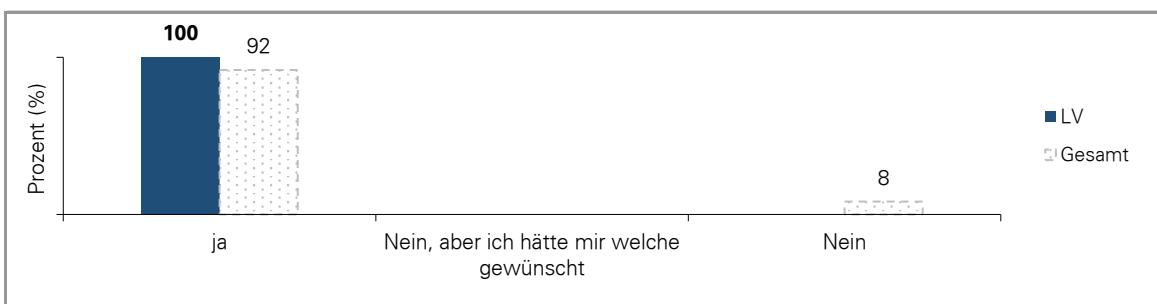 100
92
8
Prozent (%)
LV
Gesamt
ja
Nein, aber ich hätte mir welche
gewünscht
Nein